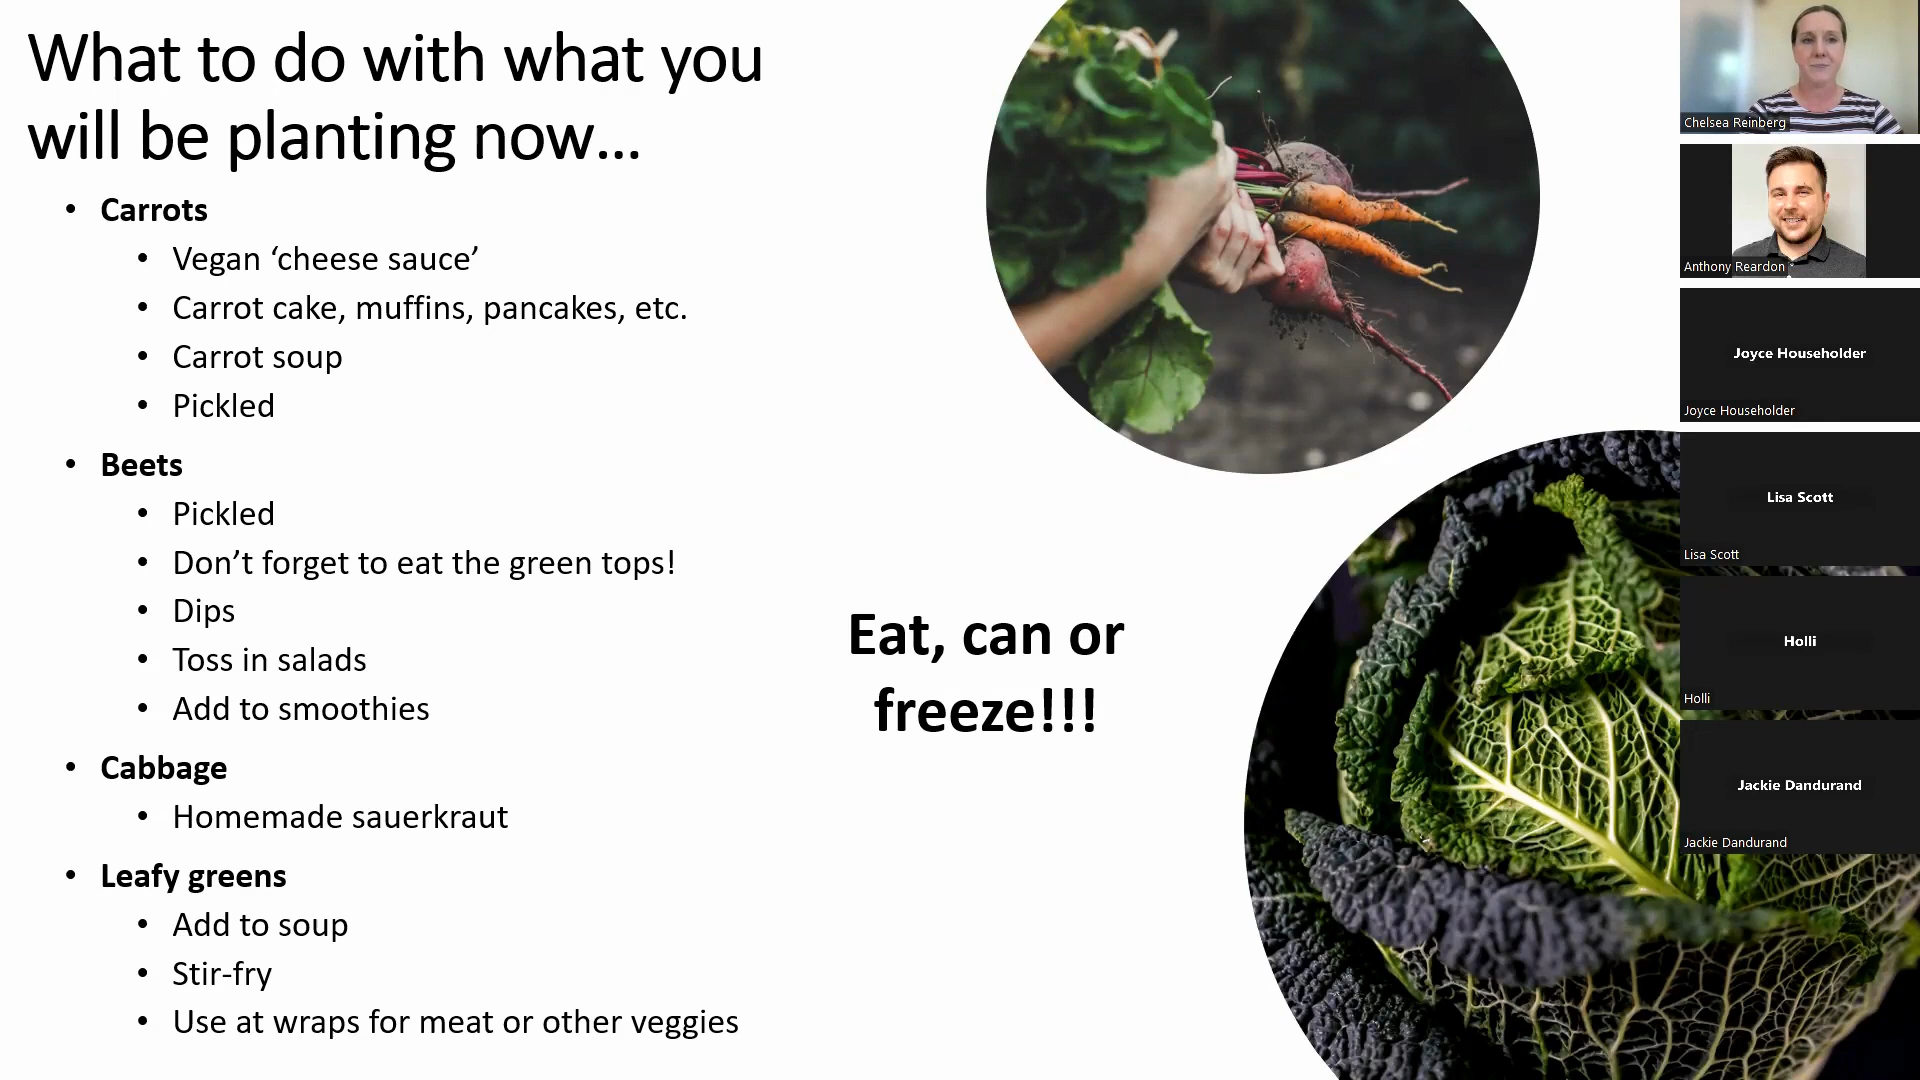 What to do with what you
will be planting now...
• Carrots
• Vegan ‘cheese sauce’
• Carrot cake, muffins, pancakes, etc.
• Carrot soup
• Pickled
• Beets
• Pickled
• Don’t forget to eat the green tops!
• Dips
• Toss in salads
• Add to smoothies
• Cabbage
• Homemade sauerkraut
• Leafy greens
• Add to soup
• Stir-fry
• Use at wraps for meat or other veggies
Eat, can or
freeze!!!
Chelsea Reinberg
Anthony Reardon
Joyce Householder
Joyce Householder
Lisa Scott
Lisa Scott
Holli
Holli
Jackie Dandurand
Jackie Dandurand